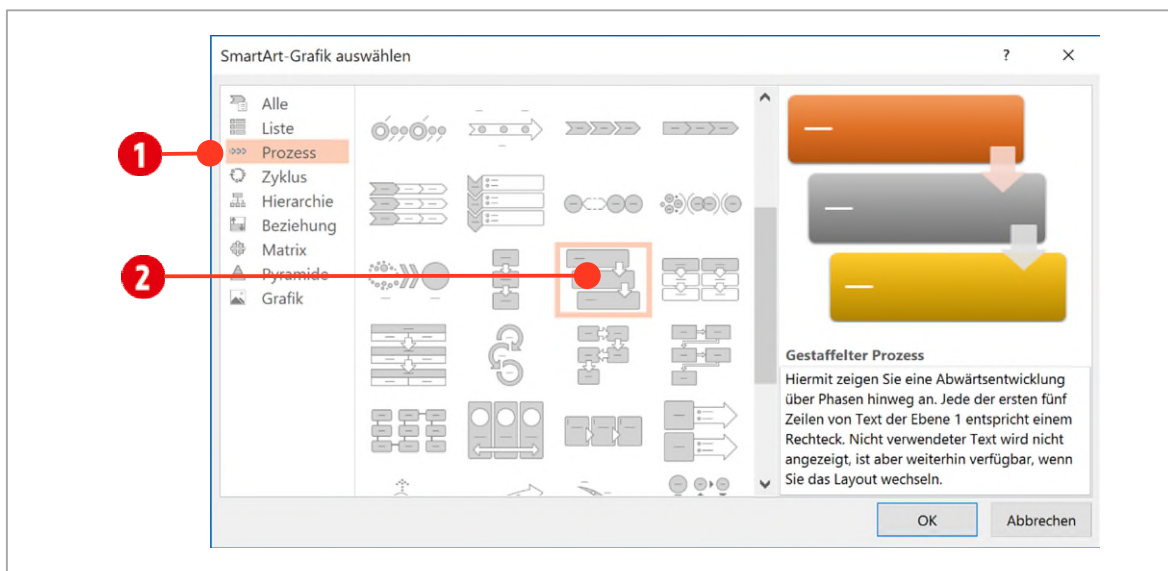 SmartArt-Grafik auswählen
?
Alle
Liste
1
Prozess
Zyklus
Hierarchie
Beziehung
Matrix
2
Pyramide
Grafik
Gestaffelter Prozess
Hiermit zeigen Sie eine Abwärtsentwicklung
über Phasen hinweg an. Jede der ersten fünf
Zeilen von Text der Ebene 1 entspricht einem
Rechteck. Nicht verwendeter Text wird nicht
angezeigt, ist aber weiterhin verfügbar, wenn
Sie das Layout wechseln.
OK
Abbrechen